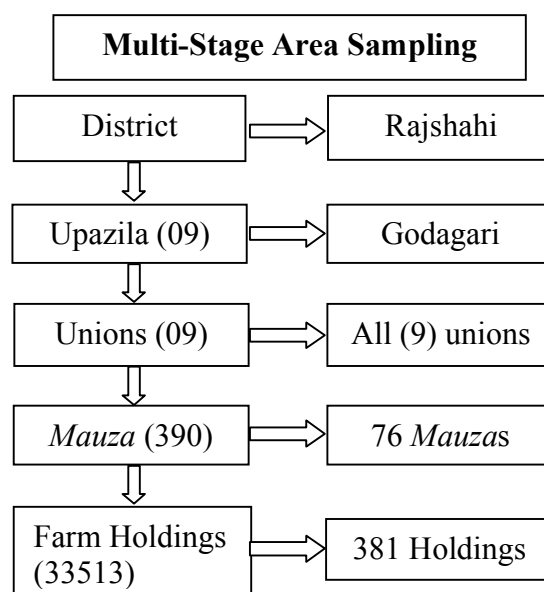 Multi-Stage Area Sampling
District
Rajshahi
Upazila (09)
Godagari
Unions (09)
All (9) unions
Mauza (390)
76 Mauzas
Farm Holdings
(33513)
381 Holdings